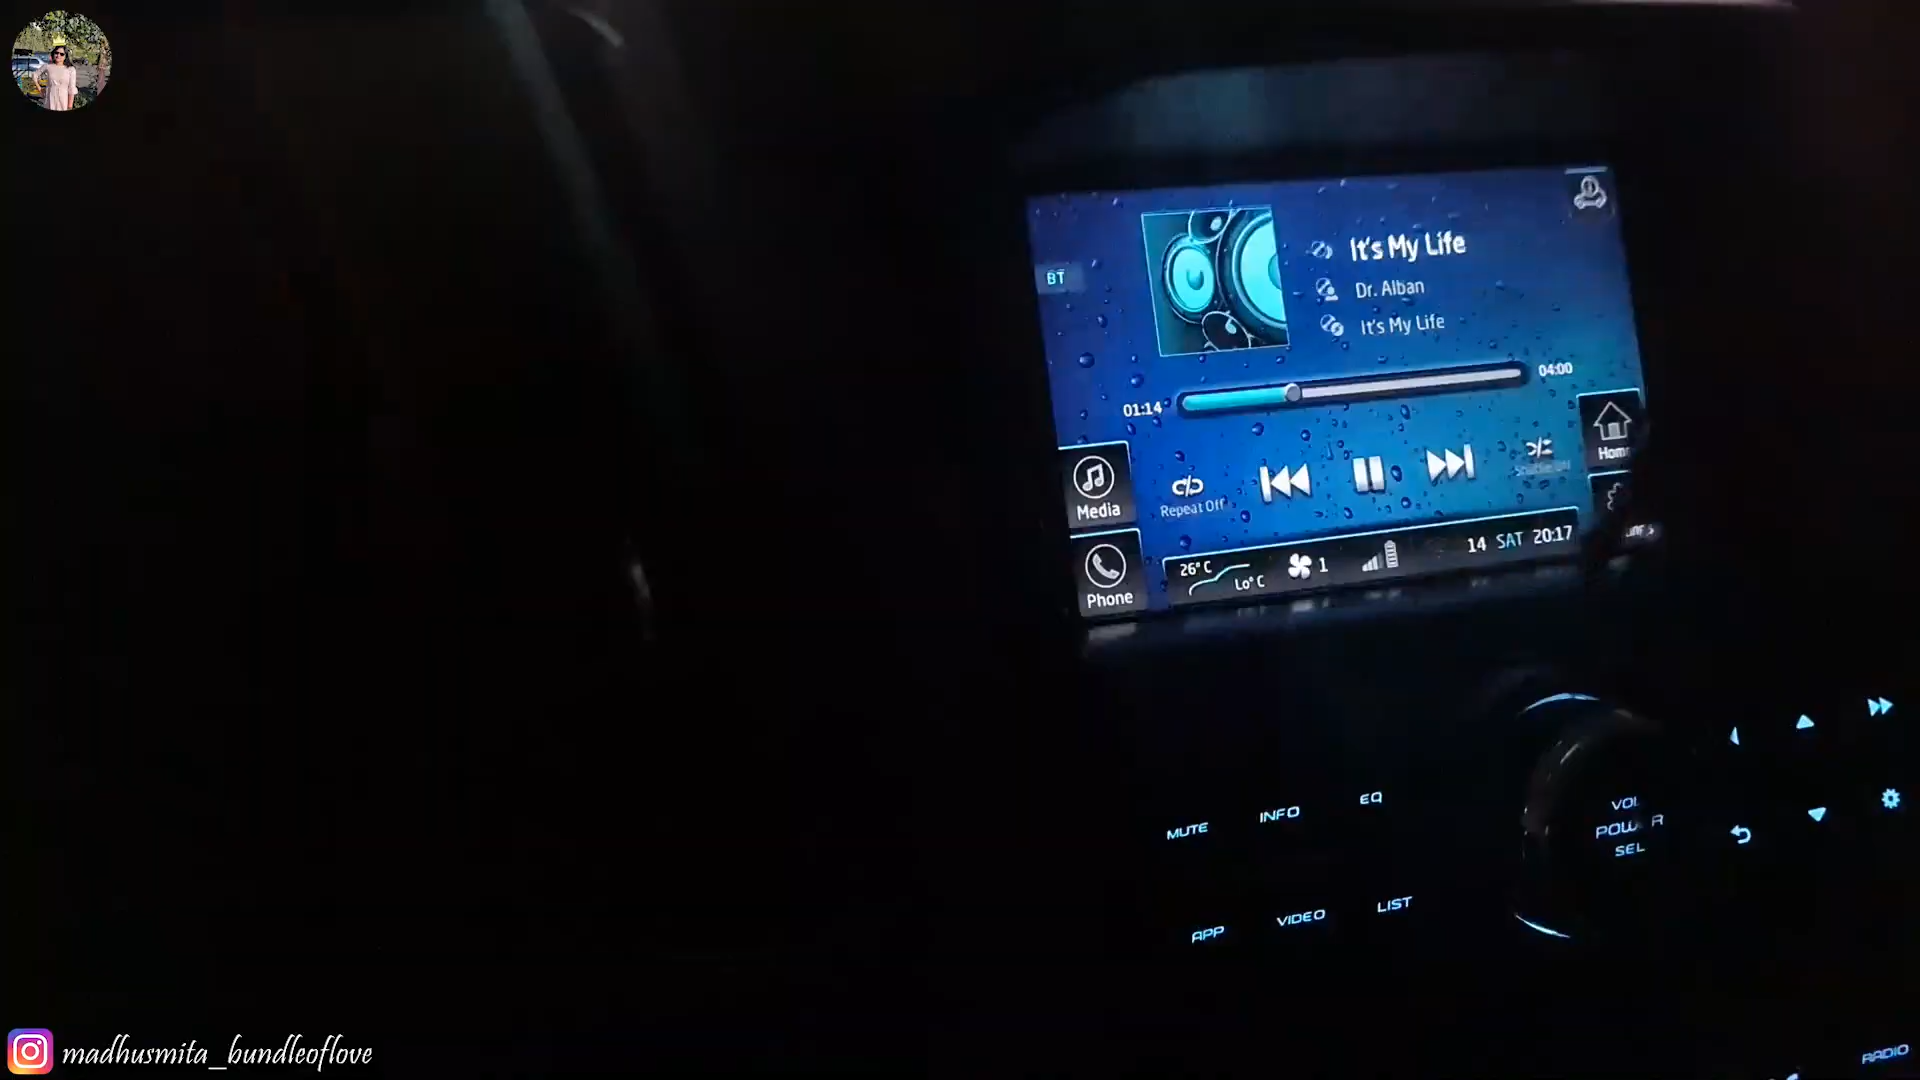 It's My Life
BT
Dr. Alban
It's My Life
04:00
01:14
Media
Repeat Off
Phone
26°C
Lo°C
1
14 SAT 20:17
MUTE INFO EQ
VOL
POWER
SEL
APP VIDEO LIST
RADIO
madhusmita_bundleoflove